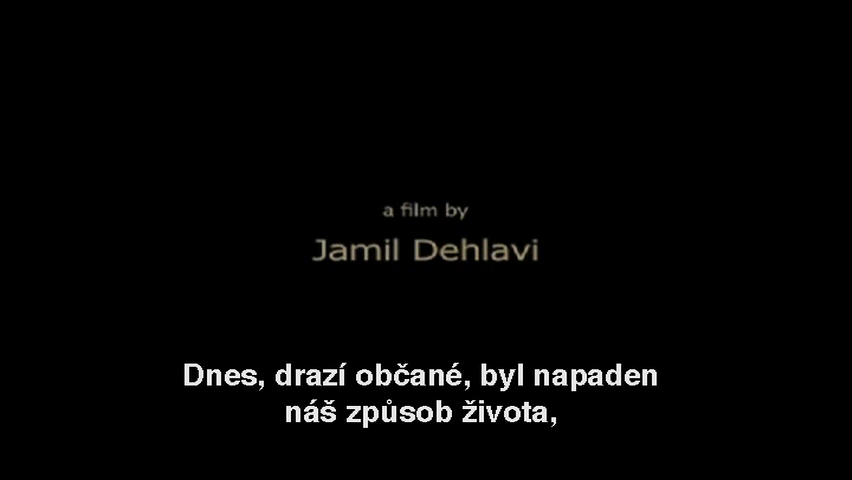 a film by
Jamil Dehlavi
Dnes, drazí občané, byl napaden
náš způsob života,